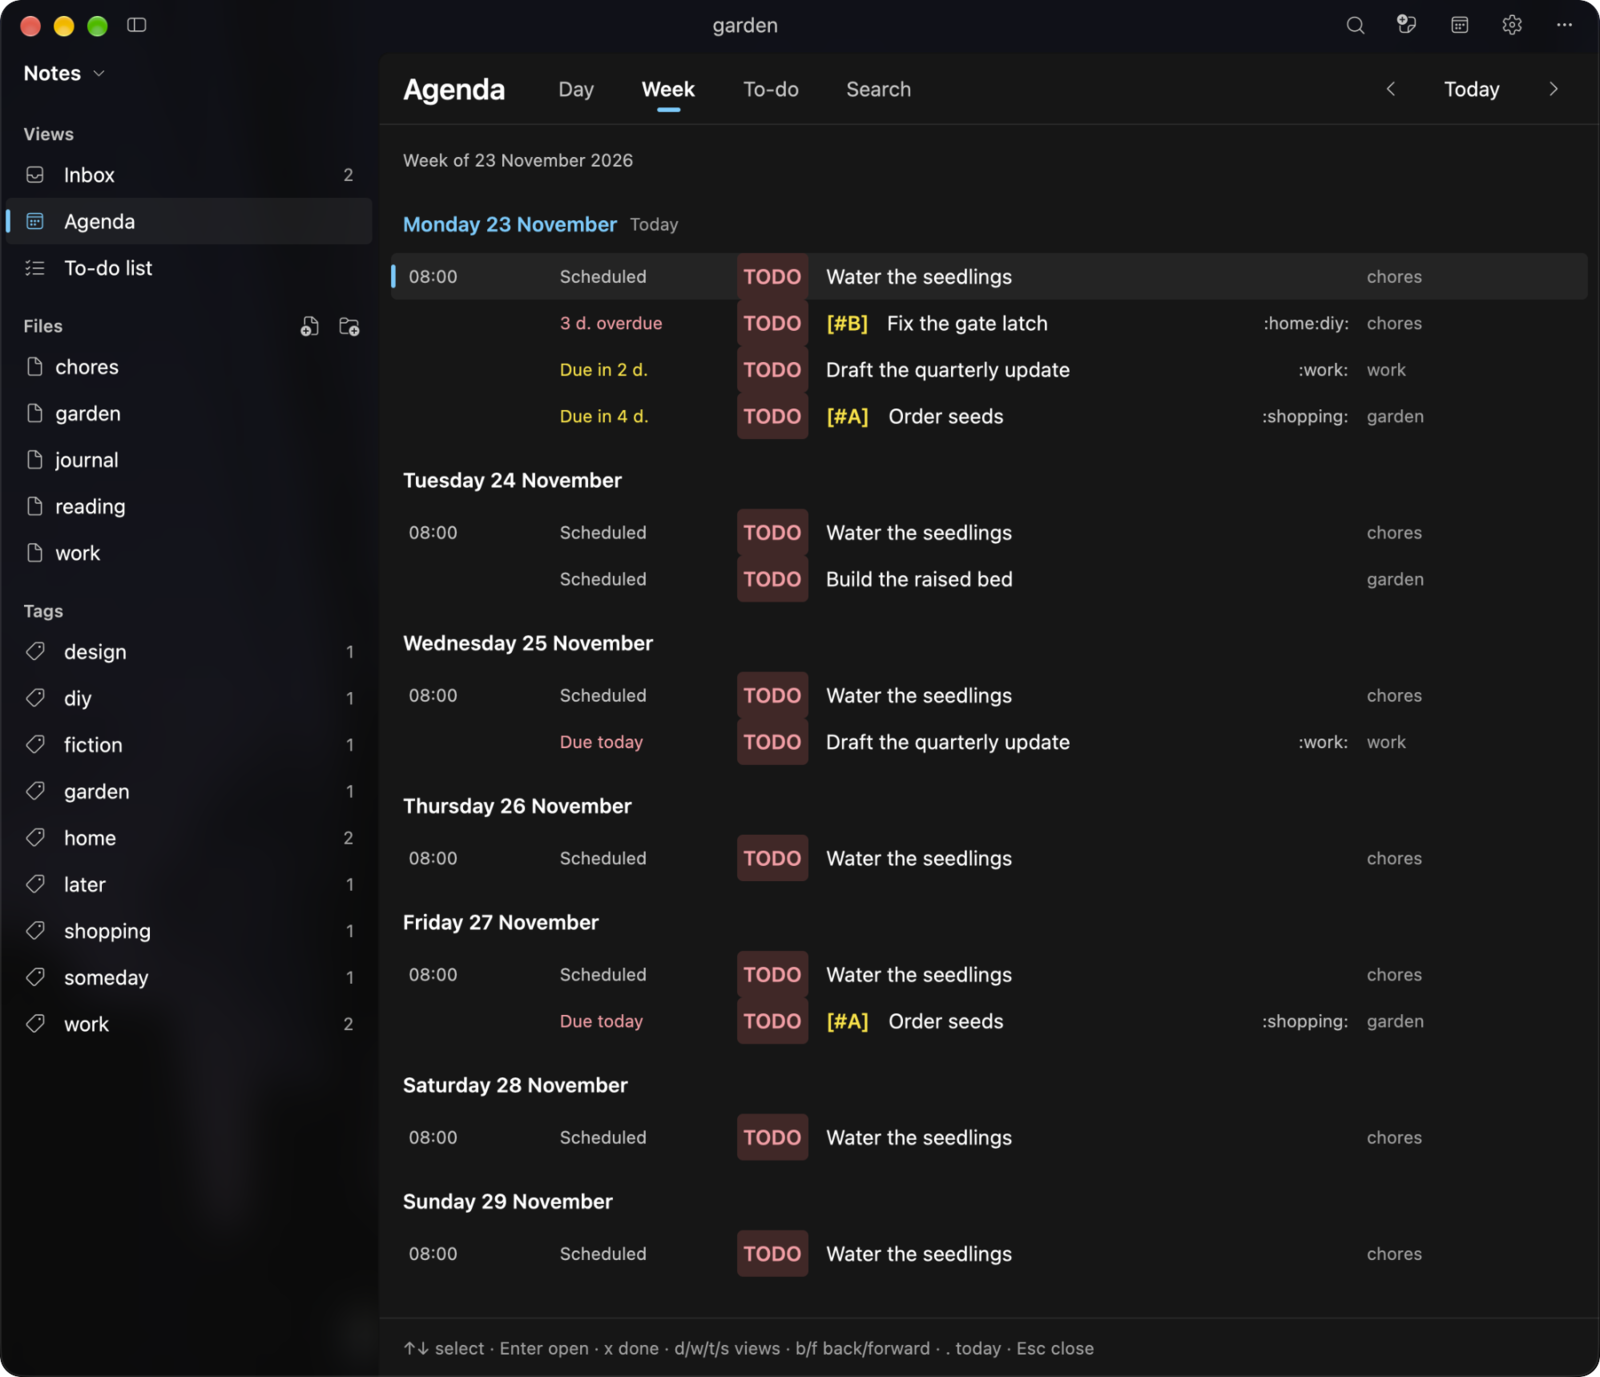 garden
Notes
Views
Inbox 2
Agenda
To-do list
Files
chores
garden
journal
reading
work
Tags
design 1
diy 1
fiction 1
garden 1
home 2
later 1
shopping 1
someday 1
work 2
Agenda Day Week To-do Search Today
Week of 23 November 2026
Monday 23 November Today
08:00 Scheduled TODO Water the seedlings chores
3 d. overdue TODO [#B] Fix the gate latch :home:diy: chores
Due in 2 d. TODO Draft the quarterly update :work: work
Due in 4 d. TODO [#A] Order seeds :shopping: garden
Tuesday 24 November
08:00 Scheduled TODO Water the seedlings chores
Scheduled TODO Build the raised bed garden
Wednesday 25 November
08:00 Scheduled TODO Water the seedlings chores
Due today TODO Draft the quarterly update :work: work
Thursday 26 November
08:00 Scheduled TODO Water the seedlings chores
Friday 27 November
08:00 Scheduled TODO Water the seedlings chores
Due today TODO [#A] Order seeds :shopping: garden
Saturday 28 November
08:00 Scheduled TODO Water the seedlings chores
Sunday 29 November
08:00 Scheduled TODO Water the seedlings chores
↑↓ select · Enter open · x done · d/w/t/s views · b/f back/forward · . today · Esc close